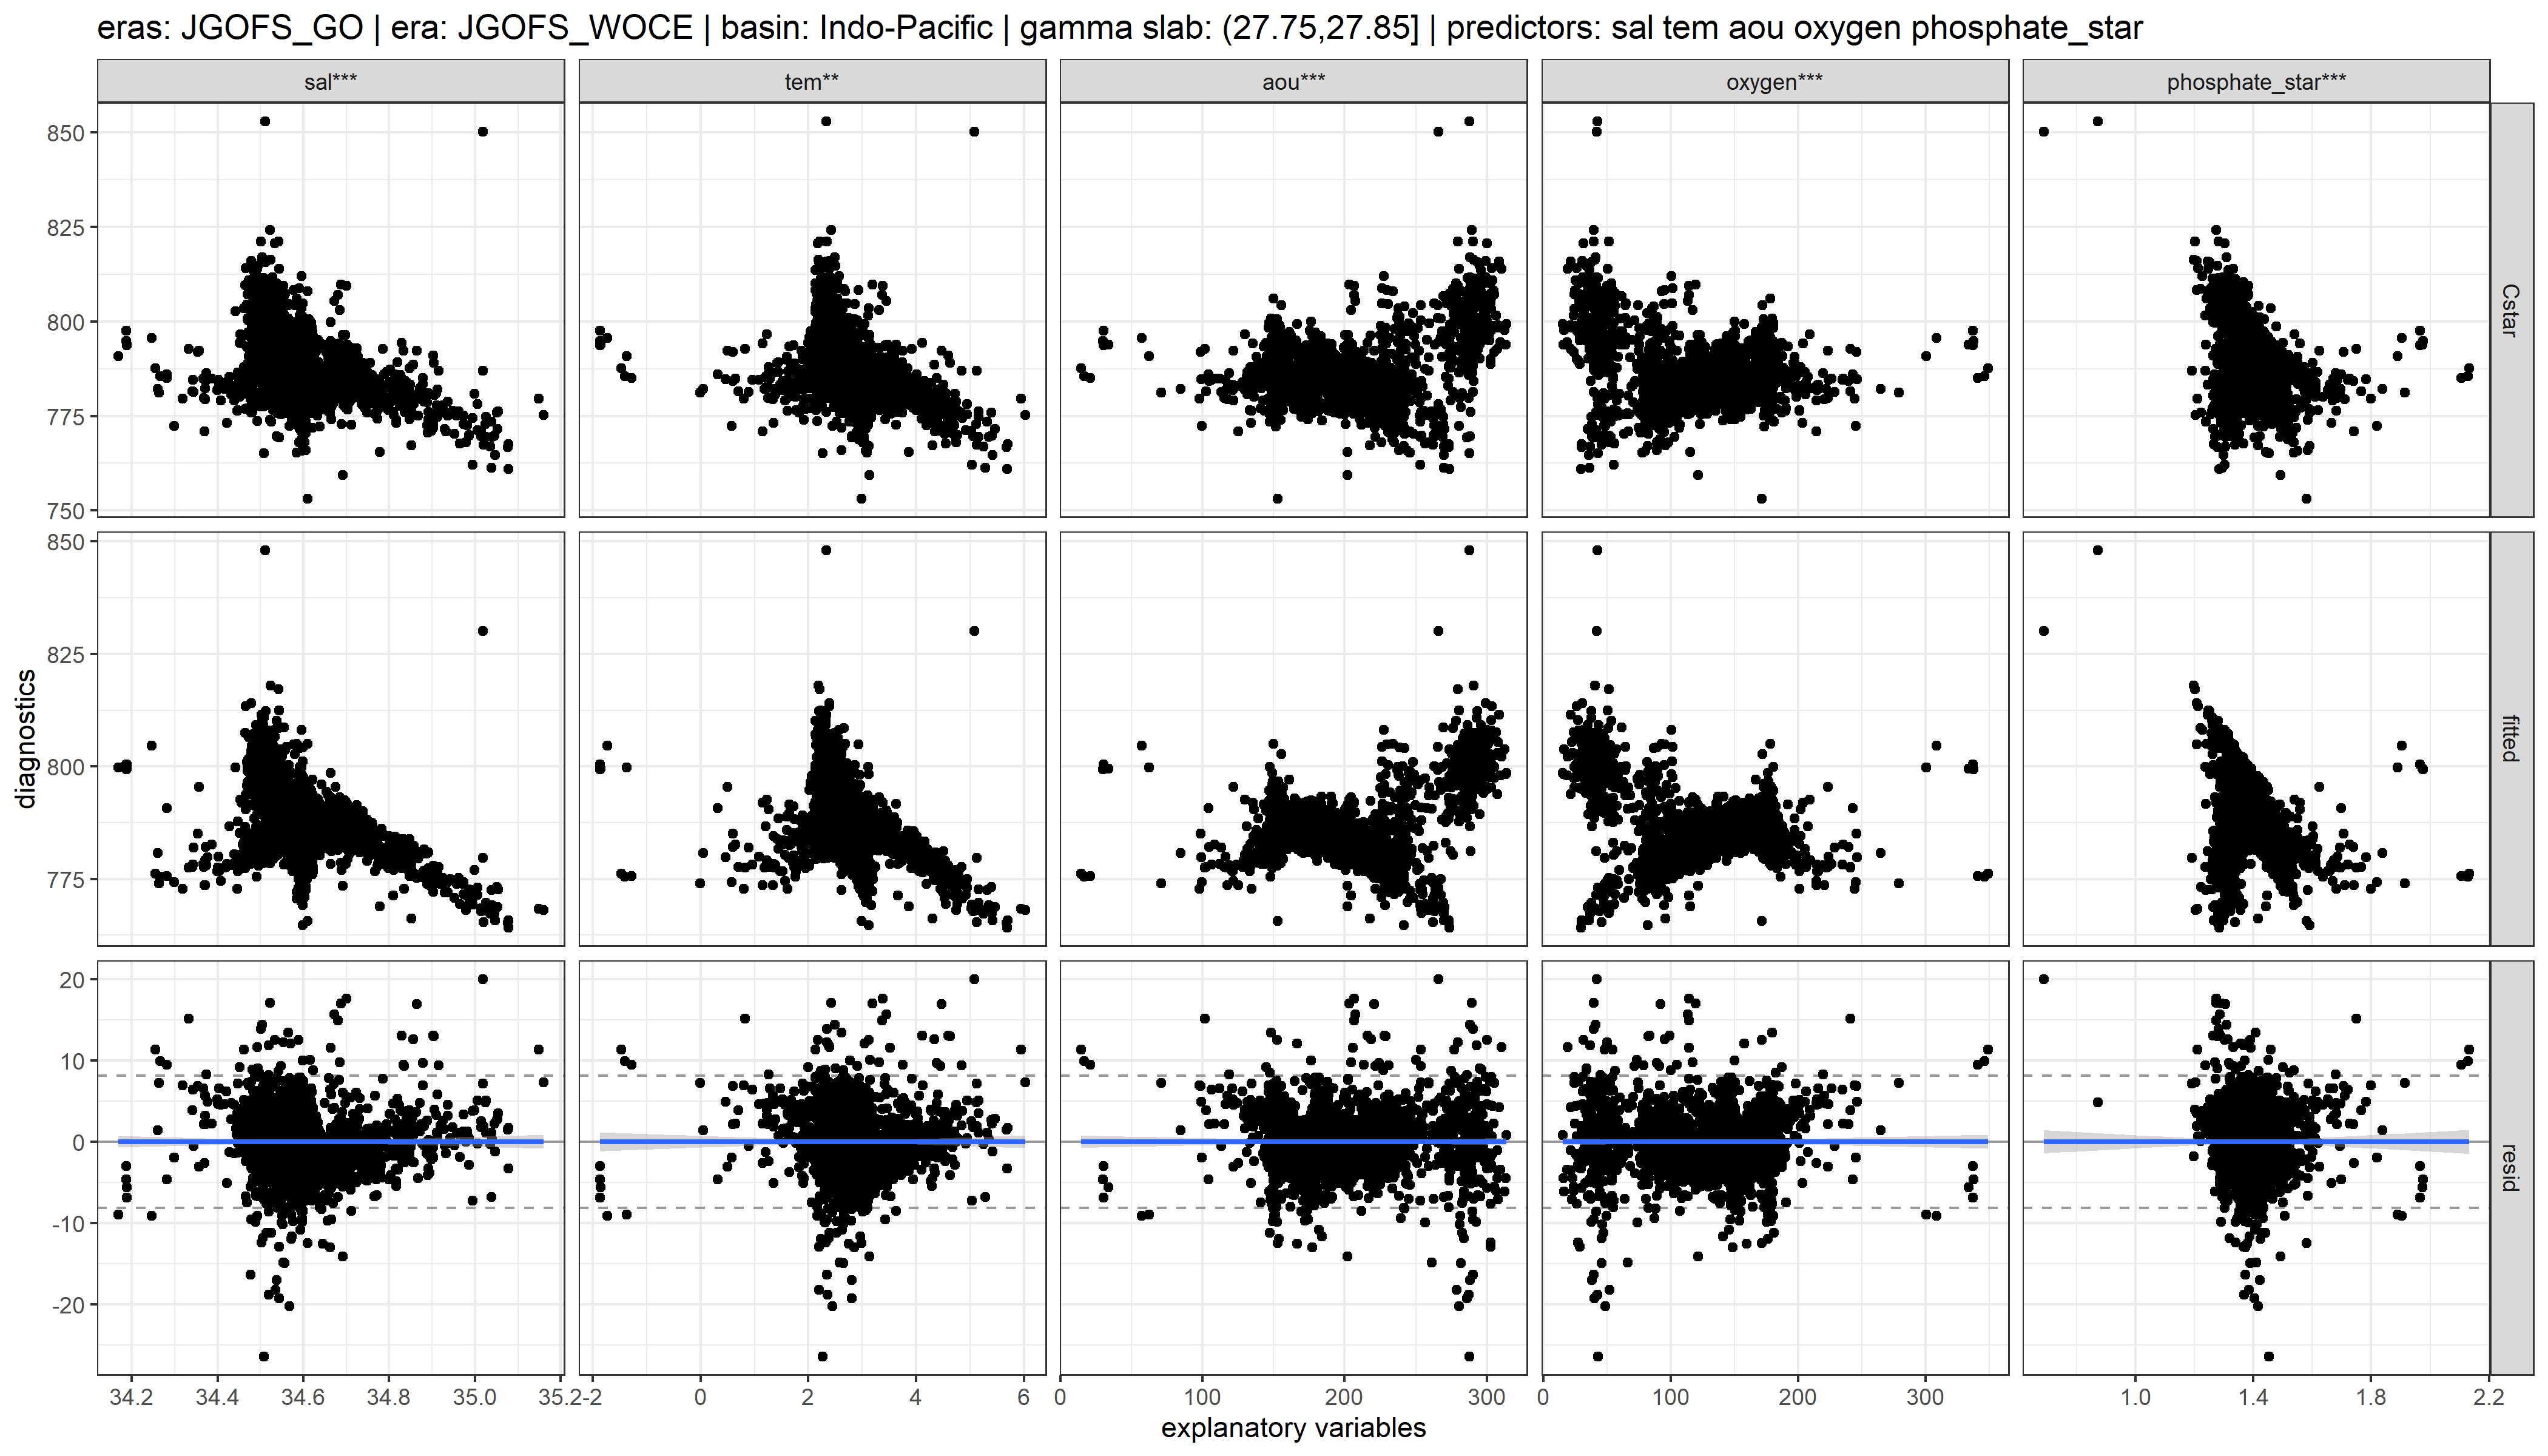 eras: JGOFS_GO | era: JGOFS_WOCE | basin: Indo-Pacific | gamma slab: (27.75,27.85] | predictors: sal tem aou oxygen phosphate_star
sal*** tem** aou*** oxygen*** phosphate_star***
850
825
800
775
750
Cstar
850
825
800
775
fitted
20
10
0
-10
-20
resid
diagnostics
34.2 34.4 34.6 34.8 35.0 35.2 -2 0 2 4 6 0 100 200 300 0 100 200 300 1.0 1.4 1.8 2.2
explanatory variables